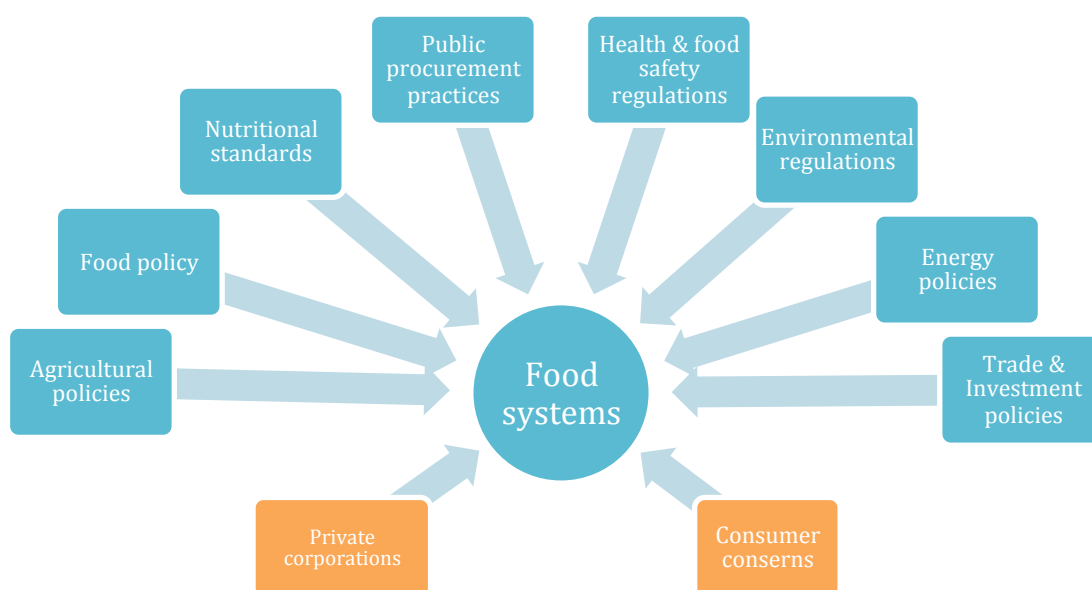 Public
procurement
practices
Health & food
safety
regulations
Nutritional
standards
Environmental
regulations
Food policy
Energy
policies
Agricultural
policies
Food
systems
Trade &
Investment
policies
Private
corporations
Consumer
conserns